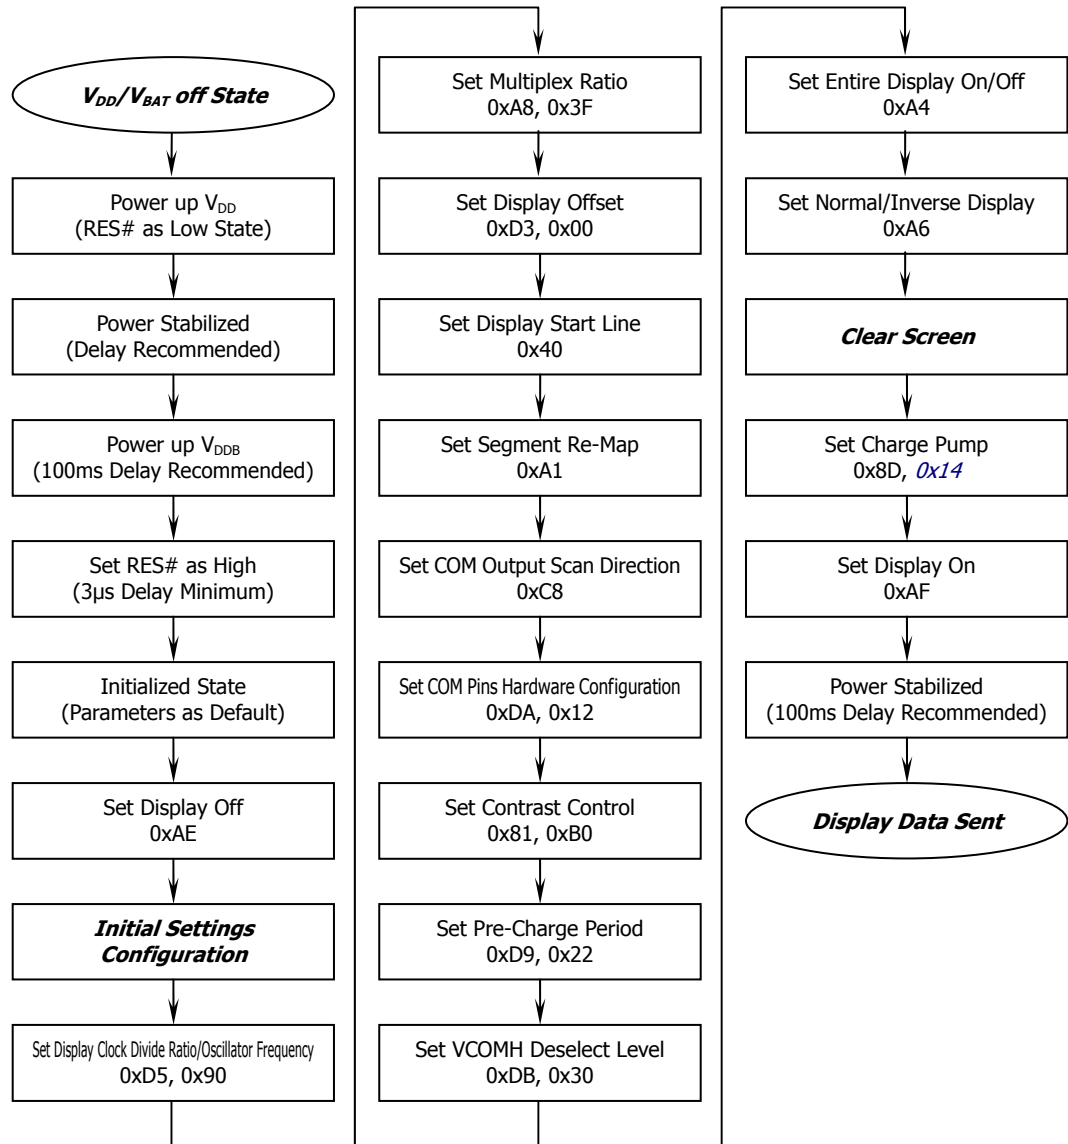 V_DD/V_BAT off State
Power up V_DD
(RES# as Low State)
Power Stabilized
(Delay Recommended)
Power up V_DDB
(100ms Delay Recommended)
Set RES# as High
(3µs Delay Minimum)
Initialized State
(Parameters as Default)
Set Display Off
0xAE
Initial Settings
Configuration
Set Display Clock Divide Ratio/Oscillator Frequency
0xD5, 0x90
Set Multiplex Ratio
0xA8, 0x3F
Set Display Offset
0xD3, 0x00
Set Display Start Line
0x40
Set Segment Re-Map
0xA1
Set COM Output Scan Direction
0xC8
Set COM Pins Hardware Configuration
0xDA, 0x12
Set Contrast Control
0x81, 0xB0
Set Pre-Charge Period
0xD9, 0x22
Set VCOMH Deselect Level
0xDB, 0x30
Set Entire Display On/Off
0xA4
Set Normal/Inverse Display
0xA6
Clear Screen
Set Charge Pump
0x8D, 0x14
Set Display On
0xAF
Power Stabilized
(100ms Delay Recommended)
Display Data Sent